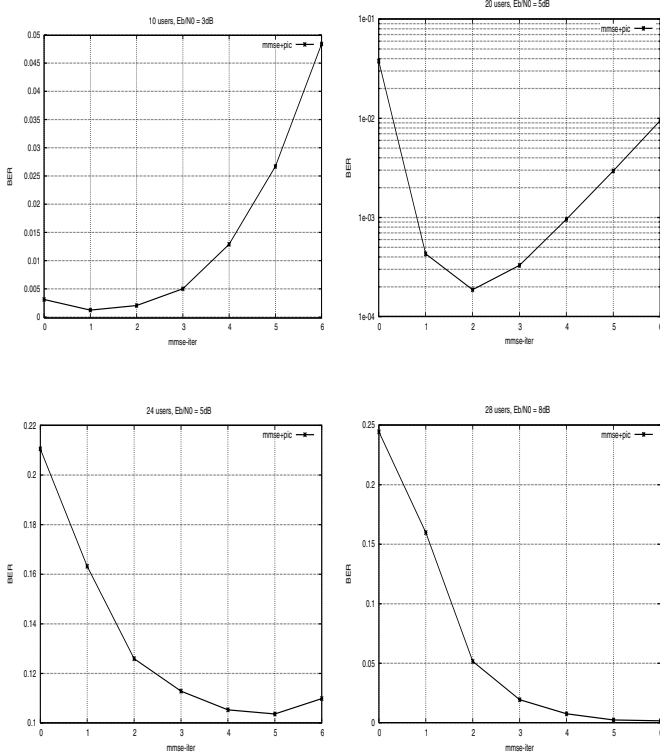 10 users, Eb/N0 = 3dB
mmse+pic
0.05
0.045
0.04
0.035
0.03
0.025
0.02
0.015
0.01
0.005
0
BER
0 1 2 3 4 5 6
mmse-iter
20 users, Eb/N0 = 5dB
mmse+pic
1e-01
1e-02
1e-03
1e-04
BER
0 1 2 3 4 5 6
mmse-iter
24 users, Eb/N0 = 5dB
mmse+pic
0.22
0.2
0.18
0.16
0.14
0.12
0.1
BER
0 1 2 3 4 5 6
mmse-iter
28 users, Eb/N0 = 8dB
mmse+pic
0.25
0.2
0.15
0.1
0.05
0
BER
0 1 2 3 4 5 6
mmse-iter